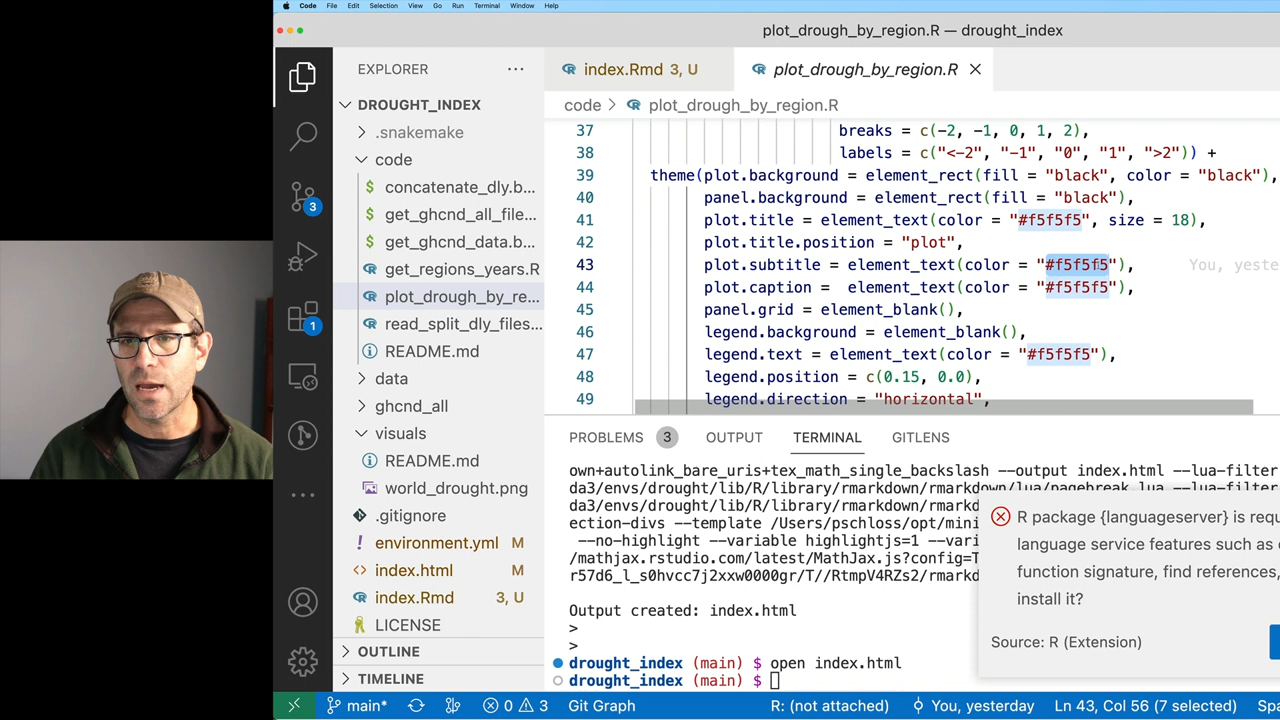 Code File Edit Selection View Go Run Terminal Window Help
plot_drough_by_region.R — drought_index
EXPLORER
index.Rmd 3, U
plot_drough_by_region.R
DROUGHT_INDEX
code > plot_drough_by_region.R
.snakemake
code
concatenate_dly.b...
get_ghcnd_all_file...
get_ghcnd_data.b...
get_regions_years.R
plot_drough_by_re...
read_split_dly_files...
README.md
data
ghcnd_all
visuals
README.md
world_drought.png
.gitignore
environment.yml M
index.html M
index.Rmd 3, U
LICENSE
OUTLINE
TIMELINE
3
1
37 breaks = c(-2, -1, 0, 1, 2),
38 labels = c("<-2", "-1", "0", "1", ">2")) +
39 theme(plot.background = element_rect(fill = "black", color = "black"),
40 panel.background = element_rect(fill = "black"),
41 plot.title = element_text(color = "#f5f5f5", size = 18),
42 plot.title.position = "plot",
43 plot.subtitle = element_text(color = "#f5f5f5"), You, yeste
44 plot.caption =  element_text(color = "#f5f5f5"),
45 panel.grid = element_blank(),
46 legend.background = element_blank(),
47 legend.text = element_text(color = "#f5f5f5"),
48 legend.position = c(0.15, 0.0),
49 legend.direction = "horizontal",
PROBLEMS 3 OUTPUT TERMINAL GITLENS
own+autolink_bare_uris+tex_math_single_backslash --output index.html --lua-filter
da3/envs/drought/lib/R/library/rmarkdown/rmarkdown/lua/pagebreak.lua --lua-filter
da3/envs/drought/lib/R/library/rmarkdown/rmark
ection-divs --template /Users/pschloss/opt/mini
--no-highlight --variable highlightjs=1 --vari
/mathjax.rstudio.com/latest/MathJax.js?config=T
r57d6_l_s0hvcc7j2xxw0000gr/T//RtmpV4RZs2/rmarkd
Output created: index.html
>
>
drought_index (main) $ open index.html
drought_index (main) $
R package {languageserver} is requ
language service features such as
function signature, find references,
install it?
Source: R (Extension)
main* 0 3 Git Graph R: (not attached) You, yesterday Ln 43, Col 56 (7 selected) Spa